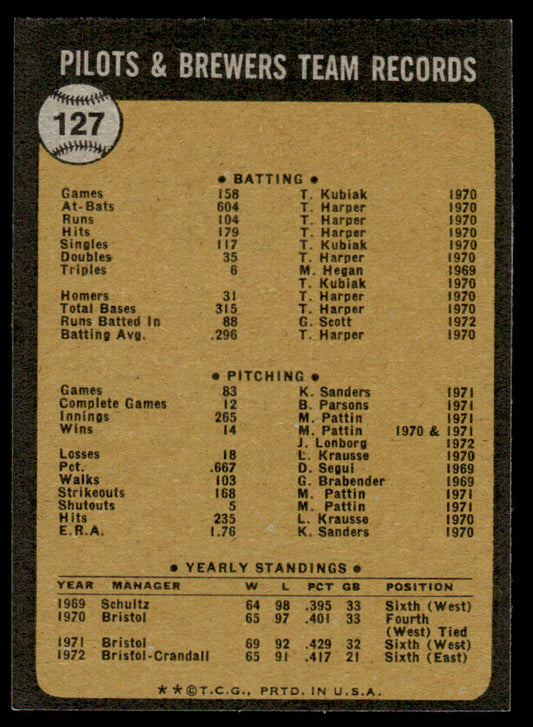 PILOTS & BREWERS TEAM RECORDS
127
• BATTING •
Games 158 T. Kubiak 1970
At-Bats 604 T. Harper 1970
Runs 104 T. Harper 1970
Hits 179 T. Harper 1970
Singles 117 T. Kubiak 1970
Doubles 35 T. Harper 1970
Triples 6 M. Hegan 1969
T. Kubiak 1970
Homers 31 T. Harper 1970
Total Bases 315 T. Harper 1970
Runs Batted In 88 G. Scott 1972
Batting Avg. .296 T. Harper 1970
• PITCHING •
Games 83 K. Sanders 1971
Complete Games 12 B. Parsons 1971
Innings 265 M. Pattin 1971
Wins 14 M. Pattin 1970 & 1971
J. Lonborg 1972
Losses 18 L. Krausse 1970
Pct. .667 D. Segui 1969
Walks 103 G. Brabender 1969
Strikeouts 168 M. Pattin 1971
Shutouts 5 M. Pattin 1971
Hits 235 L. Krausse 1970
E.R.A. 1.76 K. Sanders 1970
• YEARLY STANDINGS •
YEAR MANAGER W L PCT GB POSITION
1969 Schultz 64 98 .395 33 Sixth (West)
1970 Bristol 65 97 .401 33 Fourth
(West) Tied
1971 Bristol 69 92 .429 32 Sixth (West)
1972 Bristol-Crandall 65 91 .417 21 Sixth (East)
**©T.C.G., PRTD. IN U.S.A.